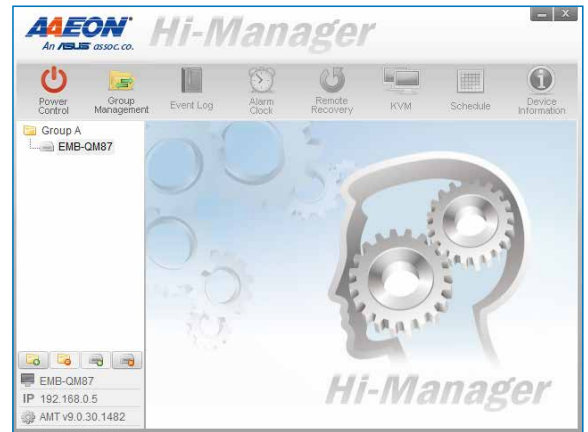 AAEON
An ASUS assoc. co.
Hi-Manager
Power Control
Group Management
Event Log
Alarm Clock
Remote Recovery
KVM
Schedule
Device Information
Group A
EMB-QM87
EMB-QM87
IP 192.168.0.5
AMT v9.0.30.1482
Hi-Manager